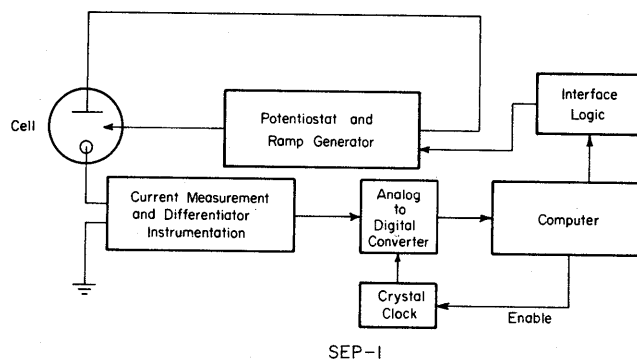 Cell
Potentiostat and
Ramp Generator
Interface
Logic
Current Measurement
and Differentiator
Instrumentation
Analog
to
Digital
Converter
Computer
Crystal
Clock
Enable
SEP-1